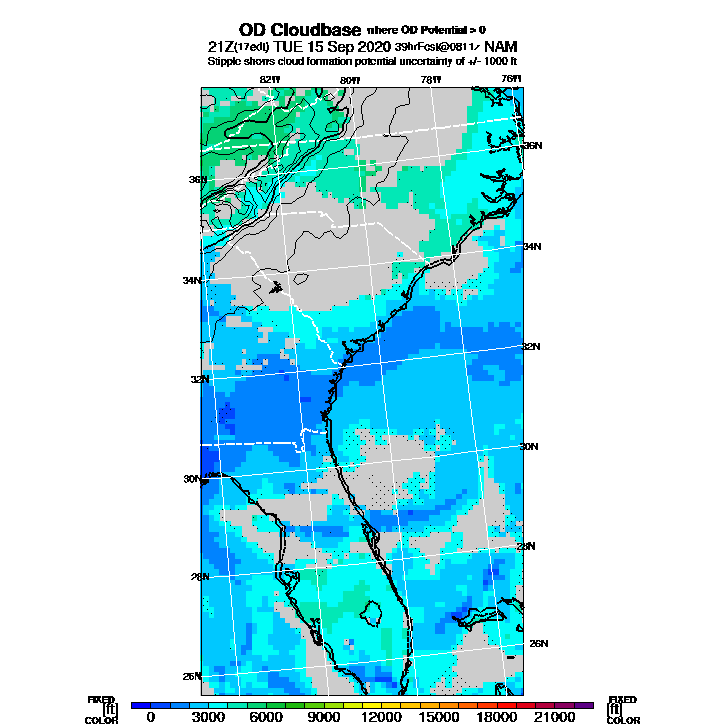 OD Cloudbase where OD Potential > 0
21Z(17edt) TUE 15 Sep 2020 39hrFcst@0811z NAM
Stipple shows cloud formation potential uncertainty of +/- 1000 ft
82W 80W 78W 76W
36N 36N
34N 34N
32N 32N
30N 30N
28N 28N
26N 26N
FIXED FIXED
[ft] [ft]
COLOR COLOR
0 3000 6000 9000 12000 15000 18000 21000